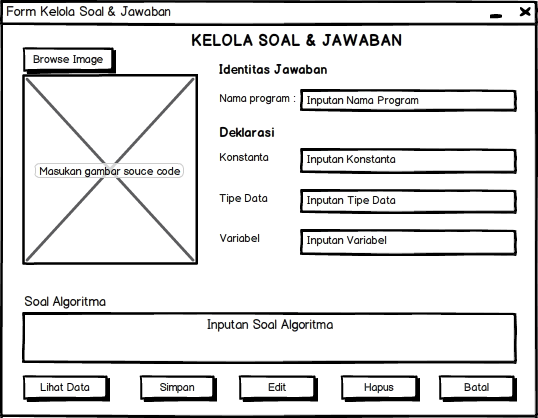 Form Kelola Soal & Jawaban
KELOLA SOAL & JAWABAN
Browse Image
Masukan gambar souce code
Identitas Jawaban
Nama program : Inputan Nama Program
Deklarasi
Konstanta Inputan Konstanta
Tipe Data Inputan Tipe Data
Variabel Inputan Variabel
Soal Algoritma
Inputan Soal Algoritma
Lihat Data Simpan Edit Hapus Batal